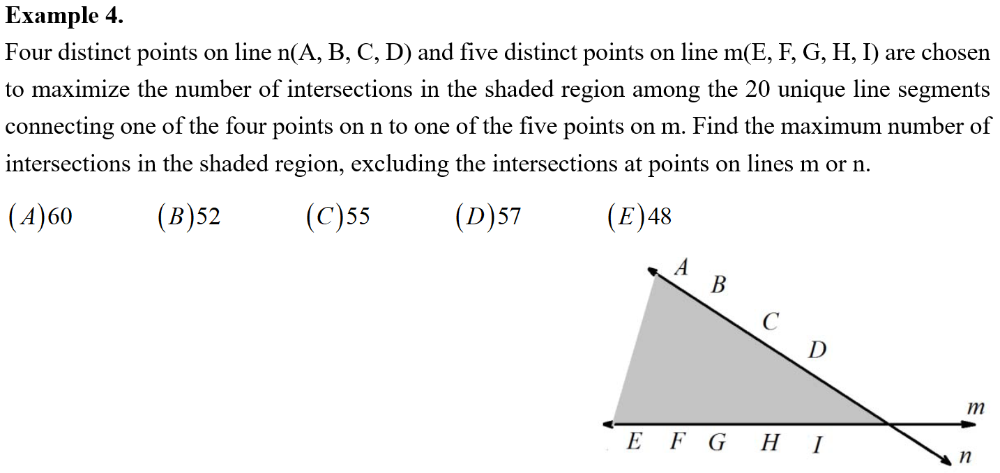 Example 4.
Four distinct points on line n(A, B, C, D) and five distinct points on line m(E, F, G, H, I) are chosen
to maximize the number of intersections in the shaded region among the 20 unique line segments
connecting one of the four points on n to one of the five points on m. Find the maximum number of
intersections in the shaded region, excluding the intersections at points on lines m or n.
(A)60 (B)52 (C)55 (D)57 (E)48
A
B
C
D
m
E F G H I
n